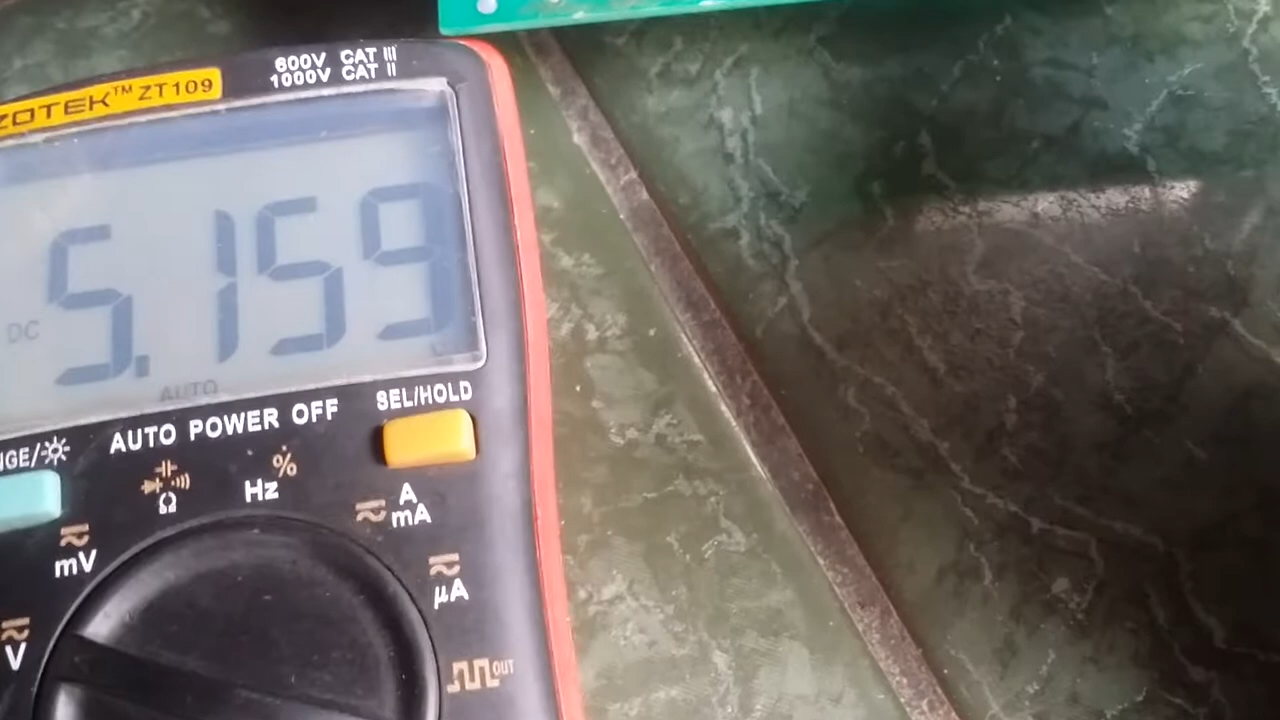 600V CAT III
1000V CAT II
ZOTEK™ ZT109
DC 5.159
AUTO
AUTO POWER OFF
SEL/HOLD
NGE/
Hz %
Ω
A
mA
mV
µA
V
OUT